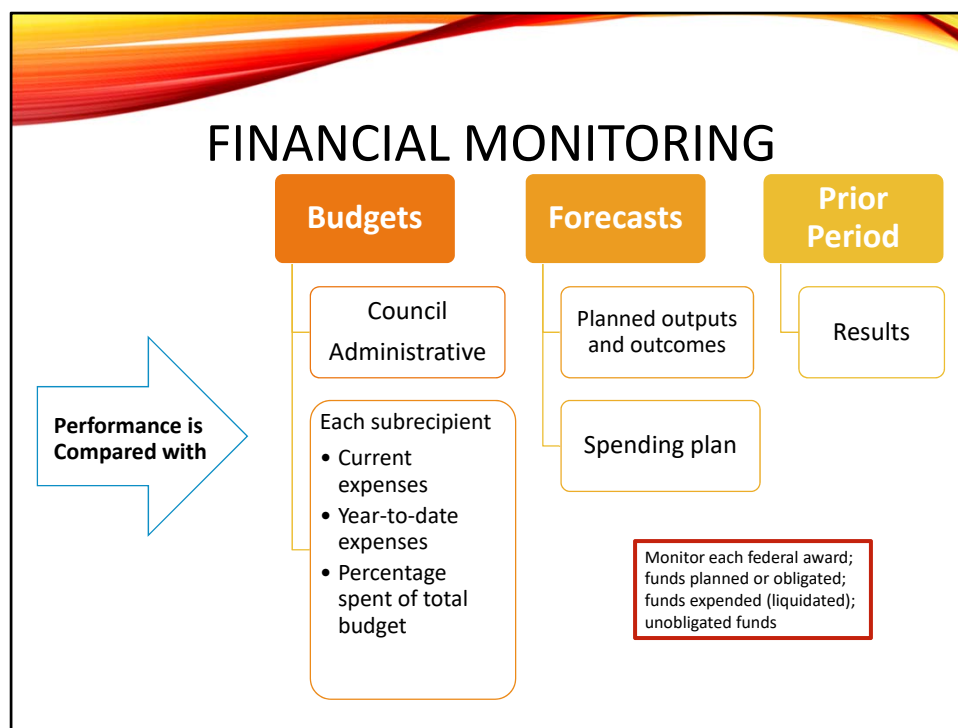 FINANCIAL MONITORING
Performance is
Compared with
Budgets
Council
Administrative
Each subrecipient
• Current
expenses
• Year-to-date
expenses
• Percentage
spent of total
budget
Forecasts
Planned outputs
and outcomes
Spending plan
Prior
Period
Results
Monitor each federal award;
funds planned or obligated;
funds expended (liquidated);
unobligated funds